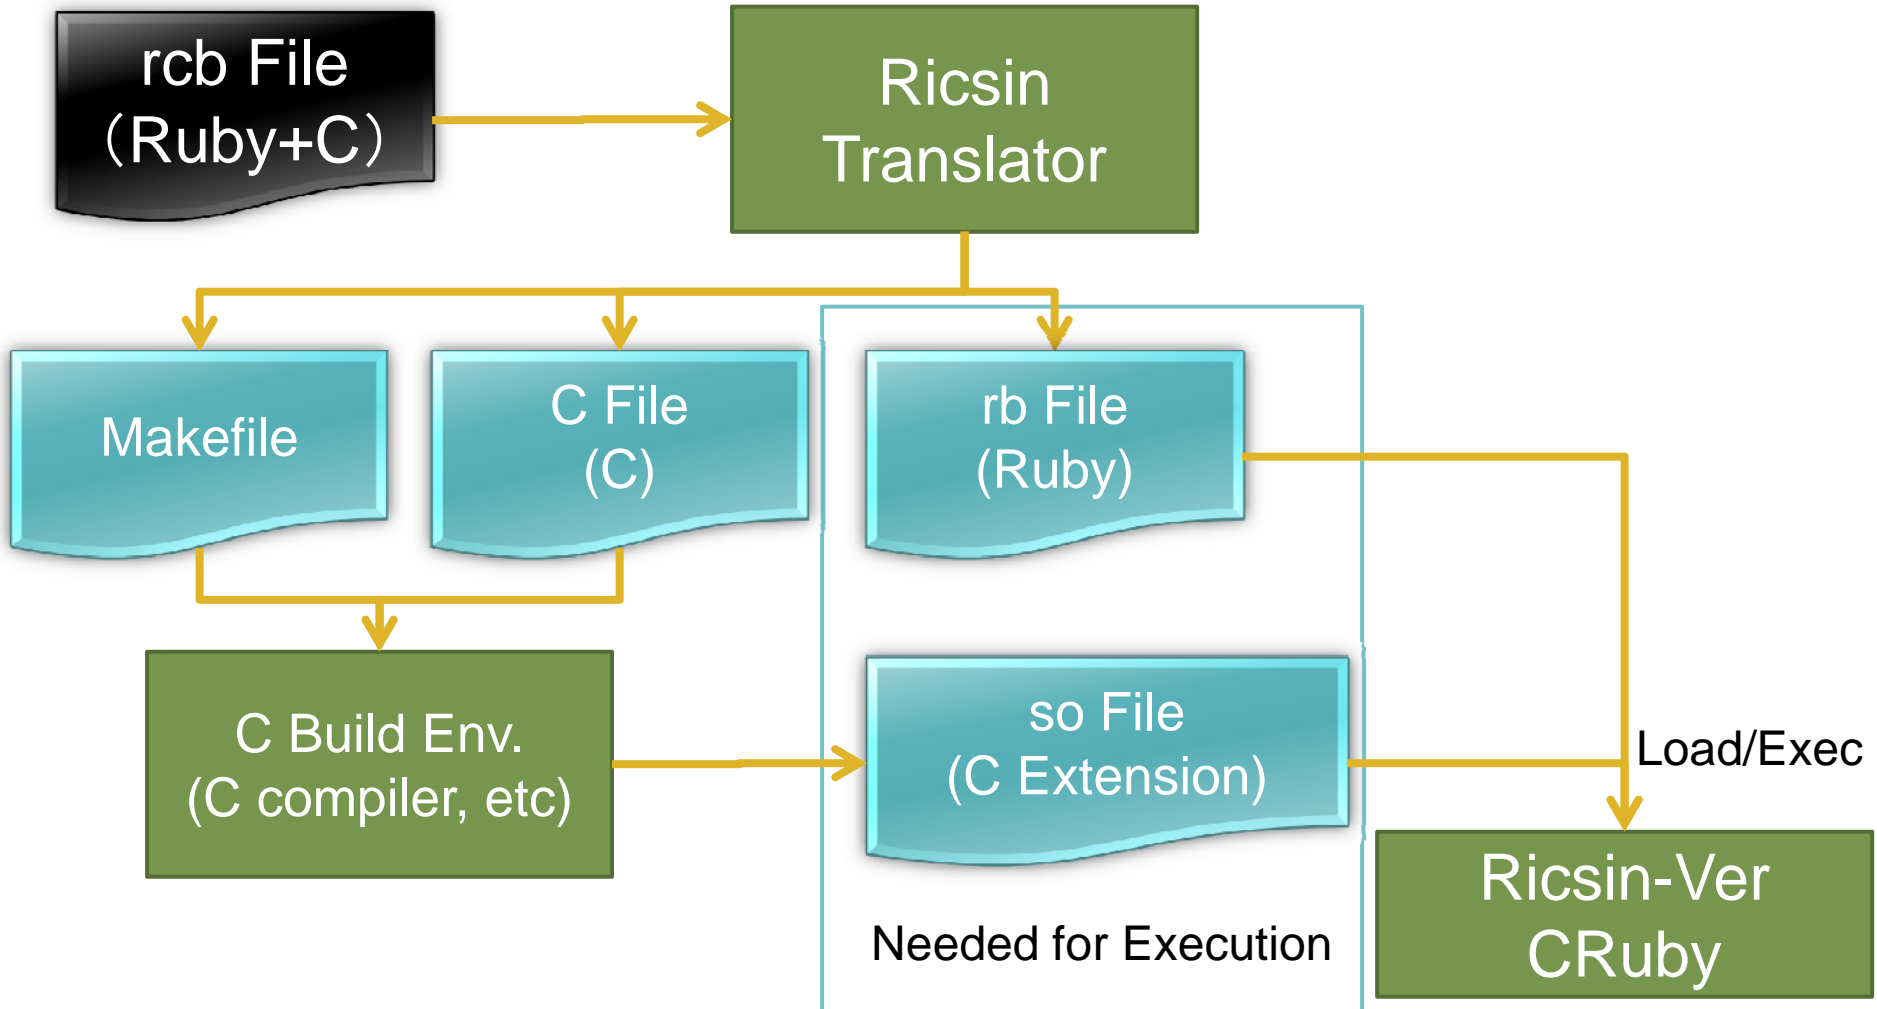 rcb File
（Ruby+C）
Ricsin
Translator
Makefile
C File
(C)
rb File
(Ruby)
C Build Env.
(C compiler, etc)
so File
(C Extension)
Load/Exec
Needed for Execution
Ricsin-Ver
CRuby